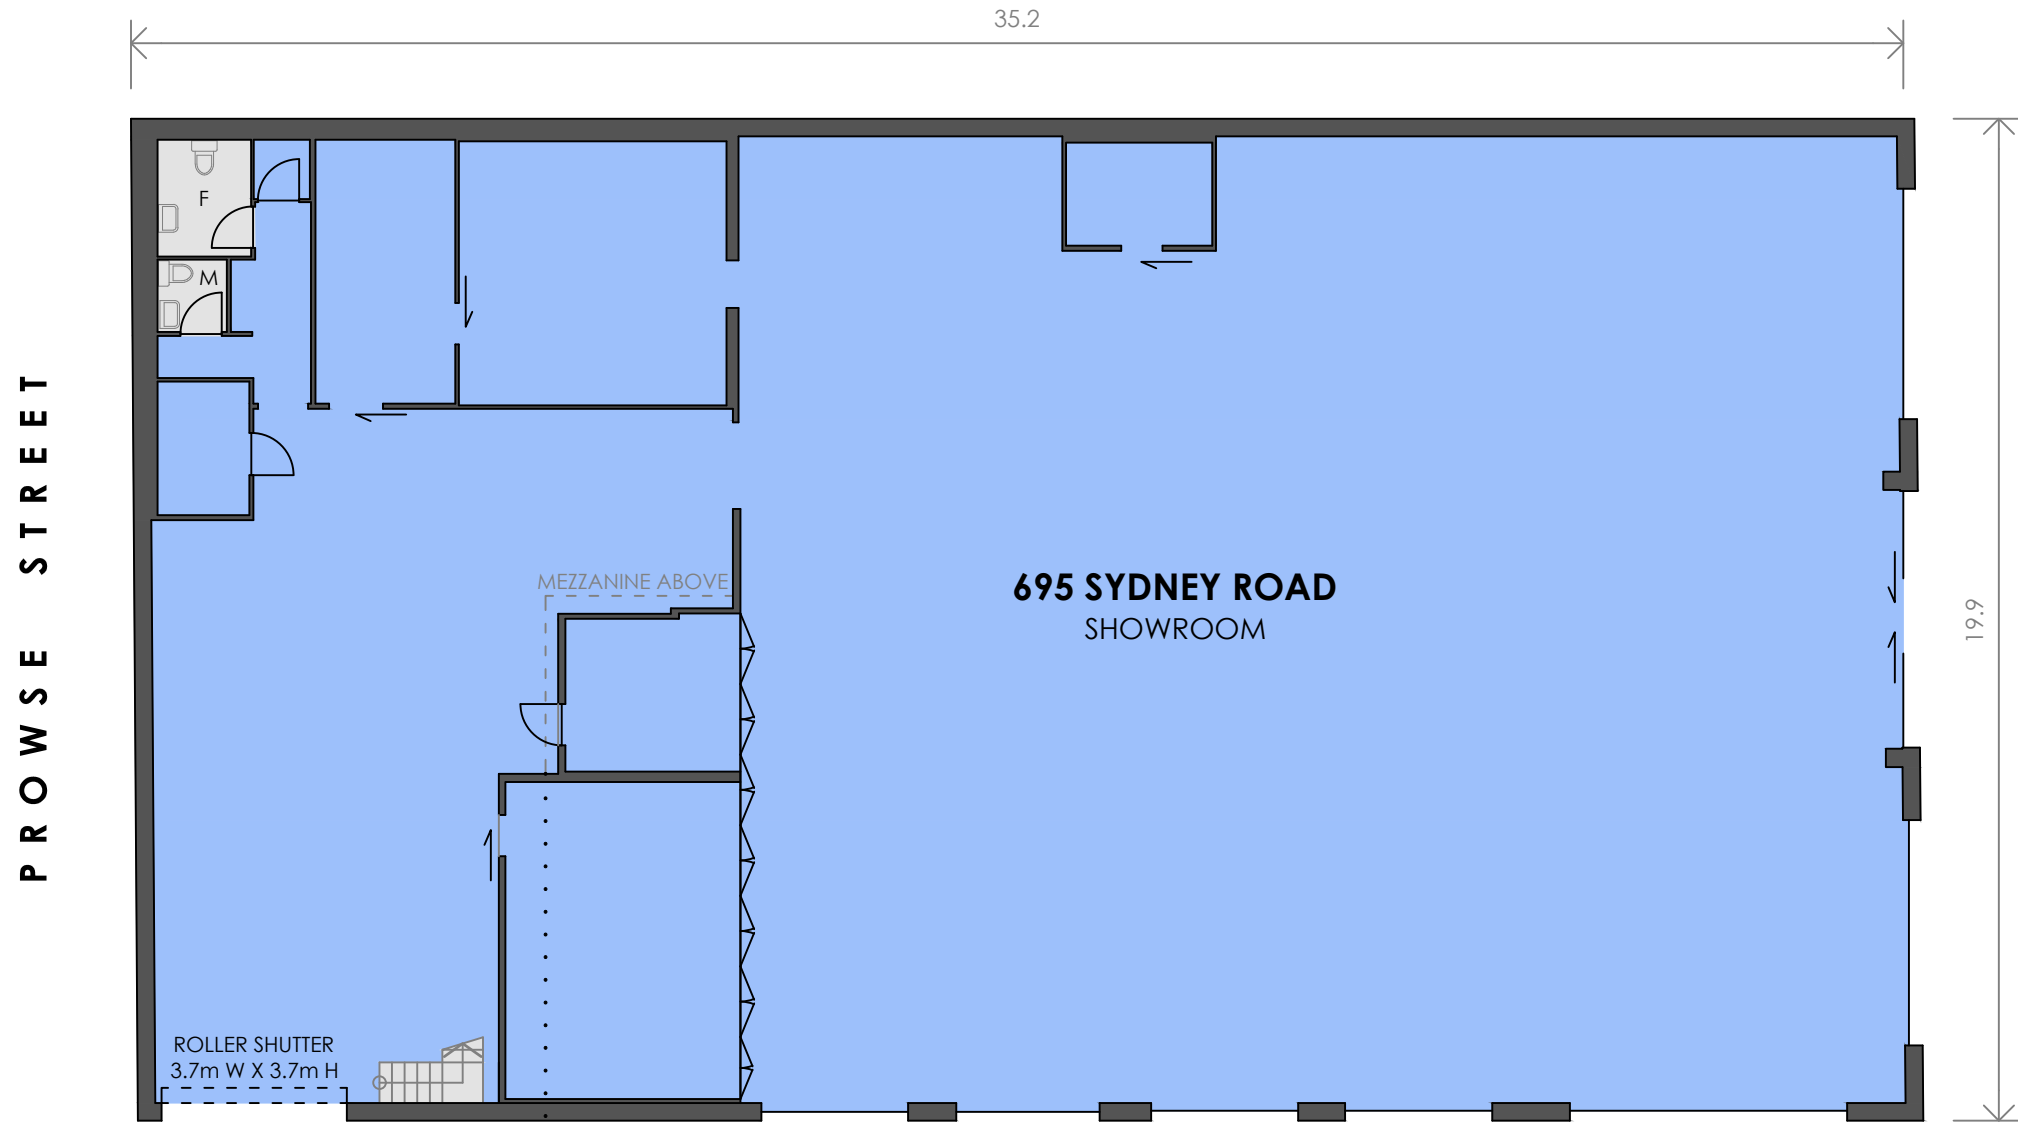 35.2
F
M
PROWSE STREET
MEZZANINE ABOVE
695 SYDNEY ROAD
SHOWROOM
19.9
ROLLER SHUTTER
3.7m W X 3.7m H